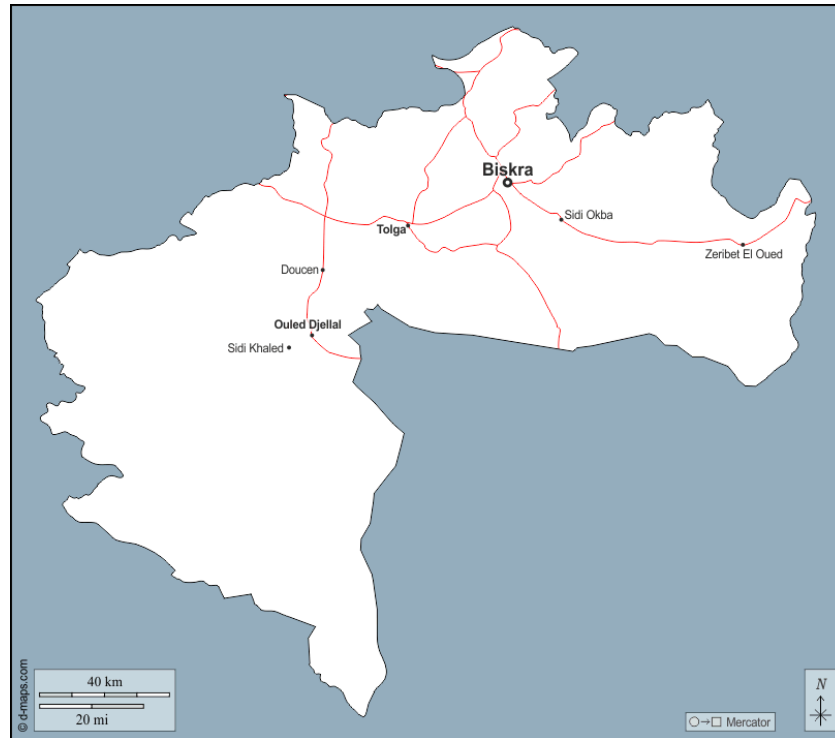 Biskra
Sidi Okba
Tolga
Zeribet El Oued
Doucen
Ouled Djellal
Sidi Khaled
© d-maps.com
40 km
20 mi
Mercator
N